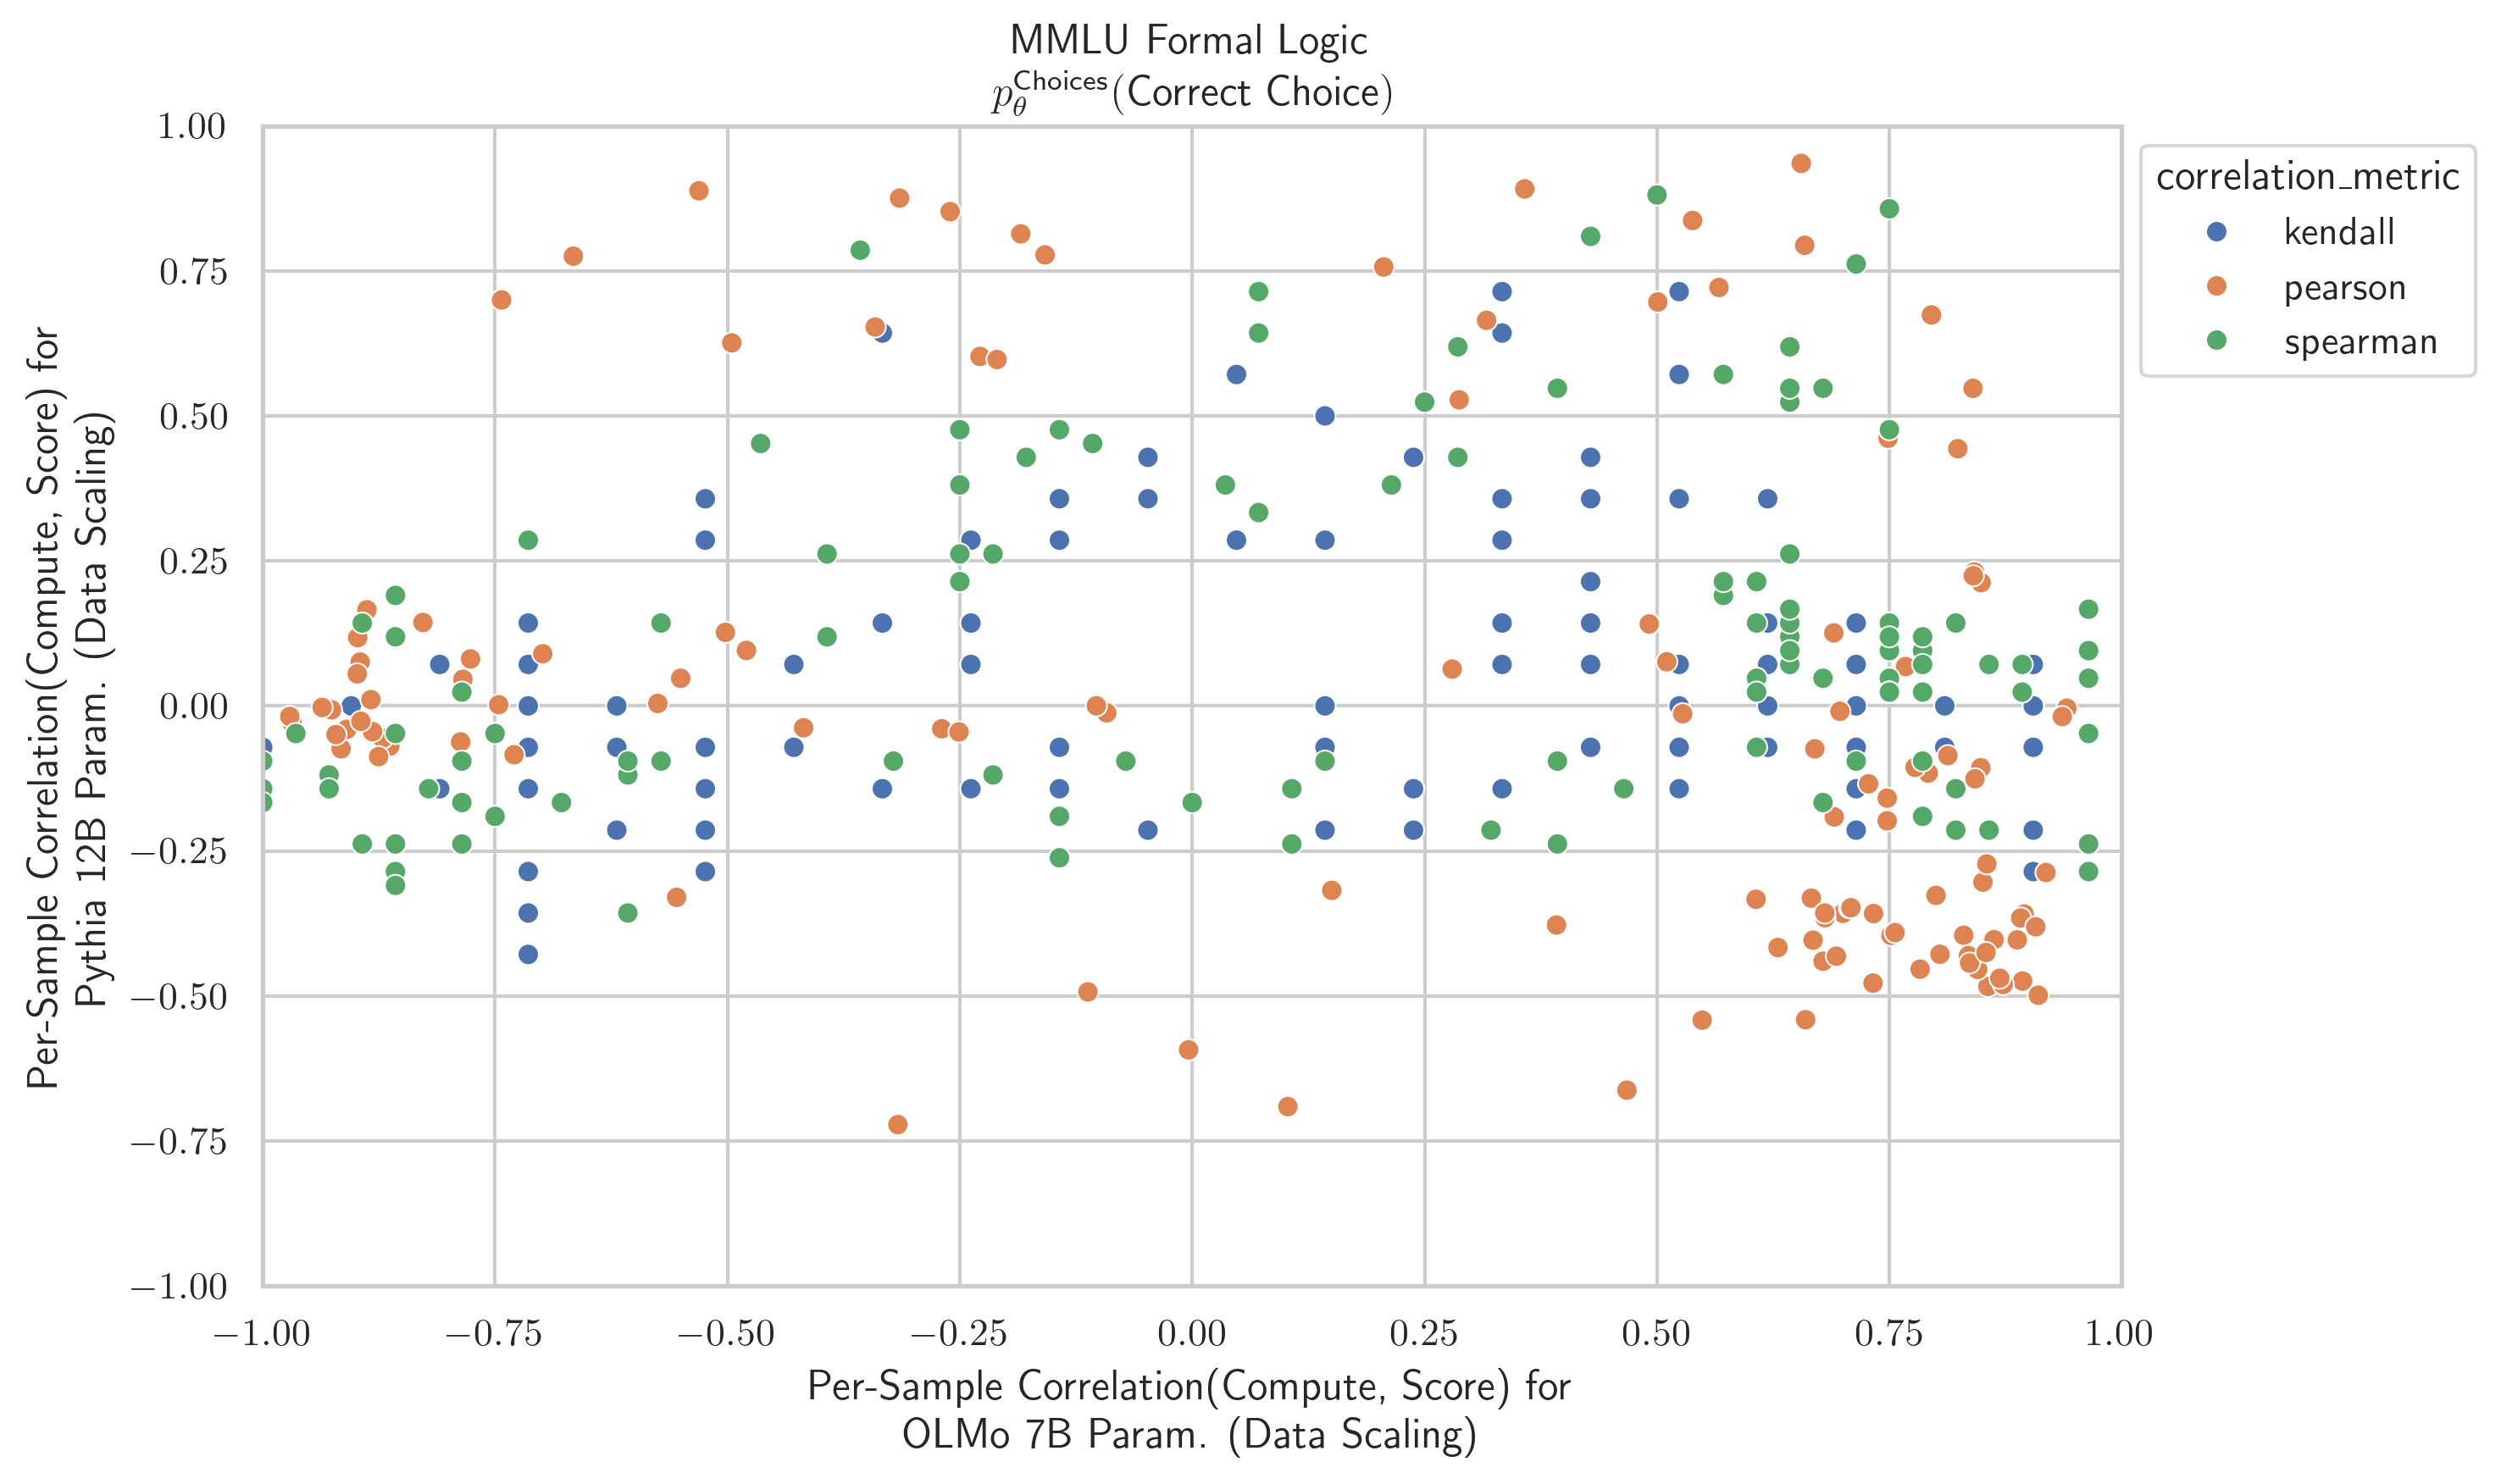 MMLU Formal Logic
p_θ^Choices(Correct Choice)
1.00
0.75
0.50
0.25
0.00
−0.25
−0.50
−0.75
−1.00
Per-Sample Correlation(Compute, Score) for
Pythia 12B Param. (Data Scaling)
−1.00
−0.75
−0.50
−0.25
0.00
0.25
0.50
0.75
1.00
Per-Sample Correlation(Compute, Score) for
OLMo 7B Param. (Data Scaling)
correlation_metric
kendall
pearson
spearman